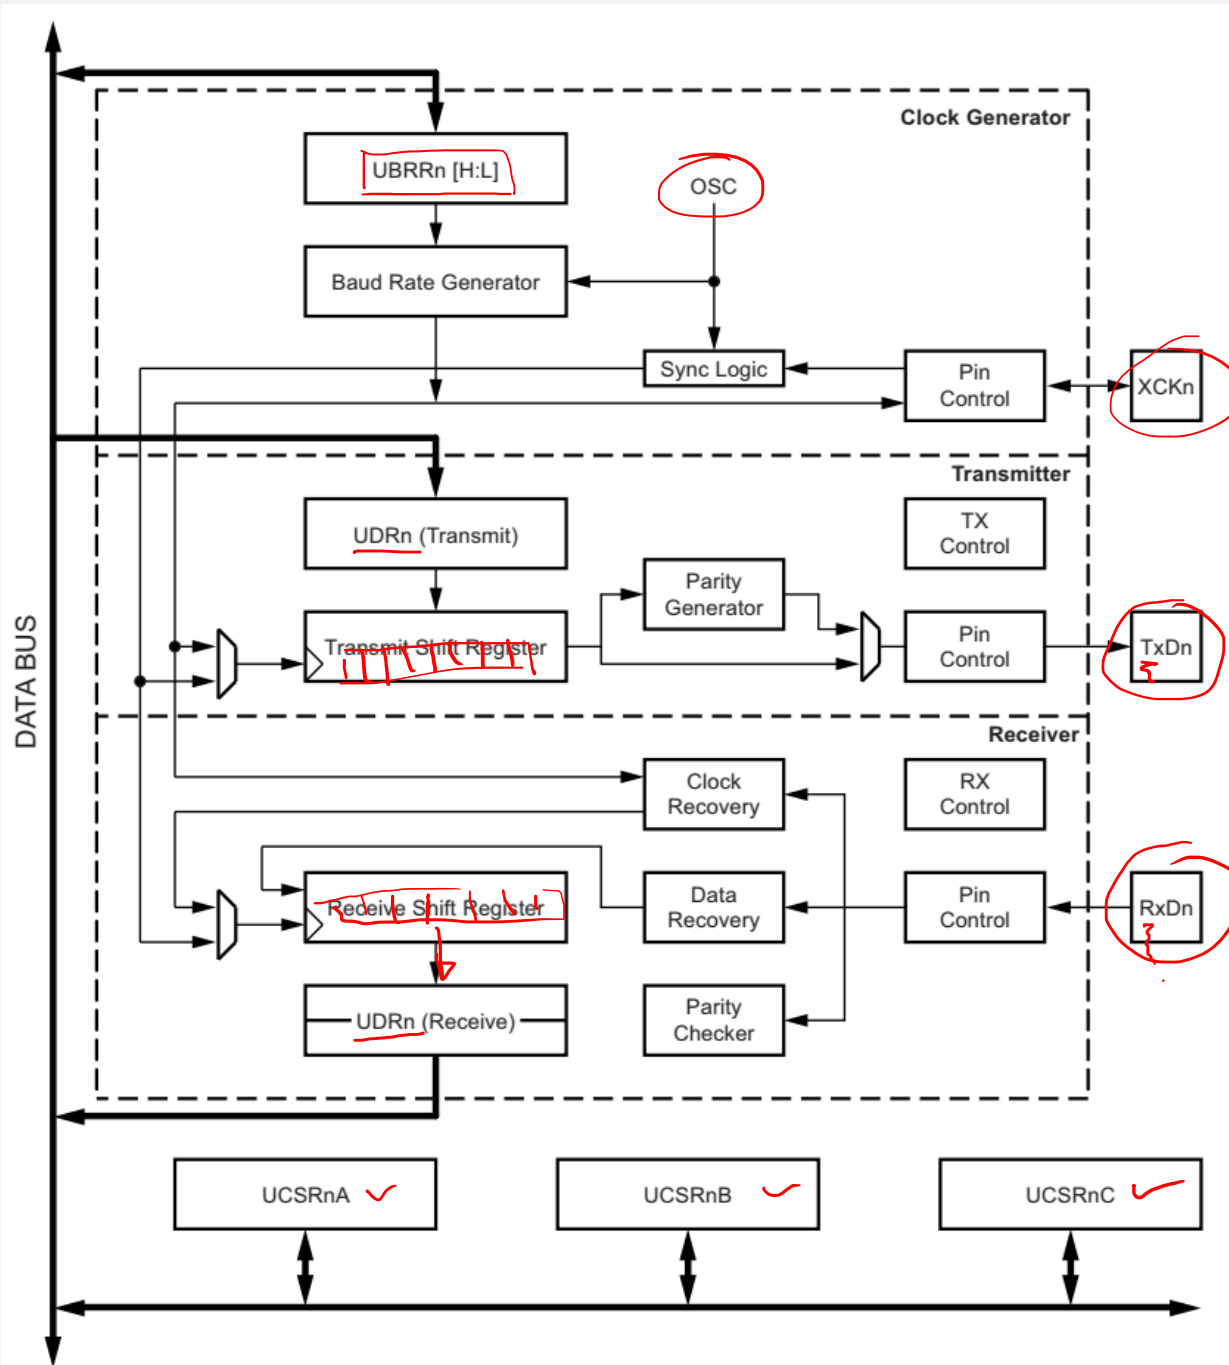 Clock Generator
UBRRn [H:L]
OSC
Baud Rate Generator
Sync Logic
Pin
Control
XCKn
Transmitter
UDRn (Transmit)
TX
Control
Parity
Generator
Transmit Shift Register
Pin
Control
TxDn
DATA BUS
Receiver
Clock
Recovery
RX
Control
Receive Shift Register
Data
Recovery
Pin
Control
RxDn
UDRn (Receive)
Parity
Checker
UCSRnA
UCSRnB
UCSRnC